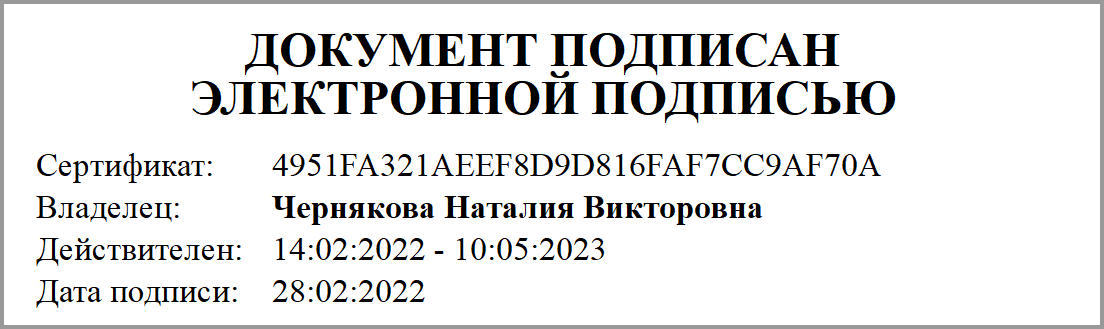 ДОКУМЕНТ ПОДПИСАН
ЭЛЕКТРОННОЙ ПОДПИСЬЮ
Сертификат: 4951FA321AEEF8D9D816FAF7CC9AF70A
Владелец: Чернякова Наталия Викторовна
Действителен: 14:02:2022 - 10:05:2023
Дата подписи: 28:02:2022